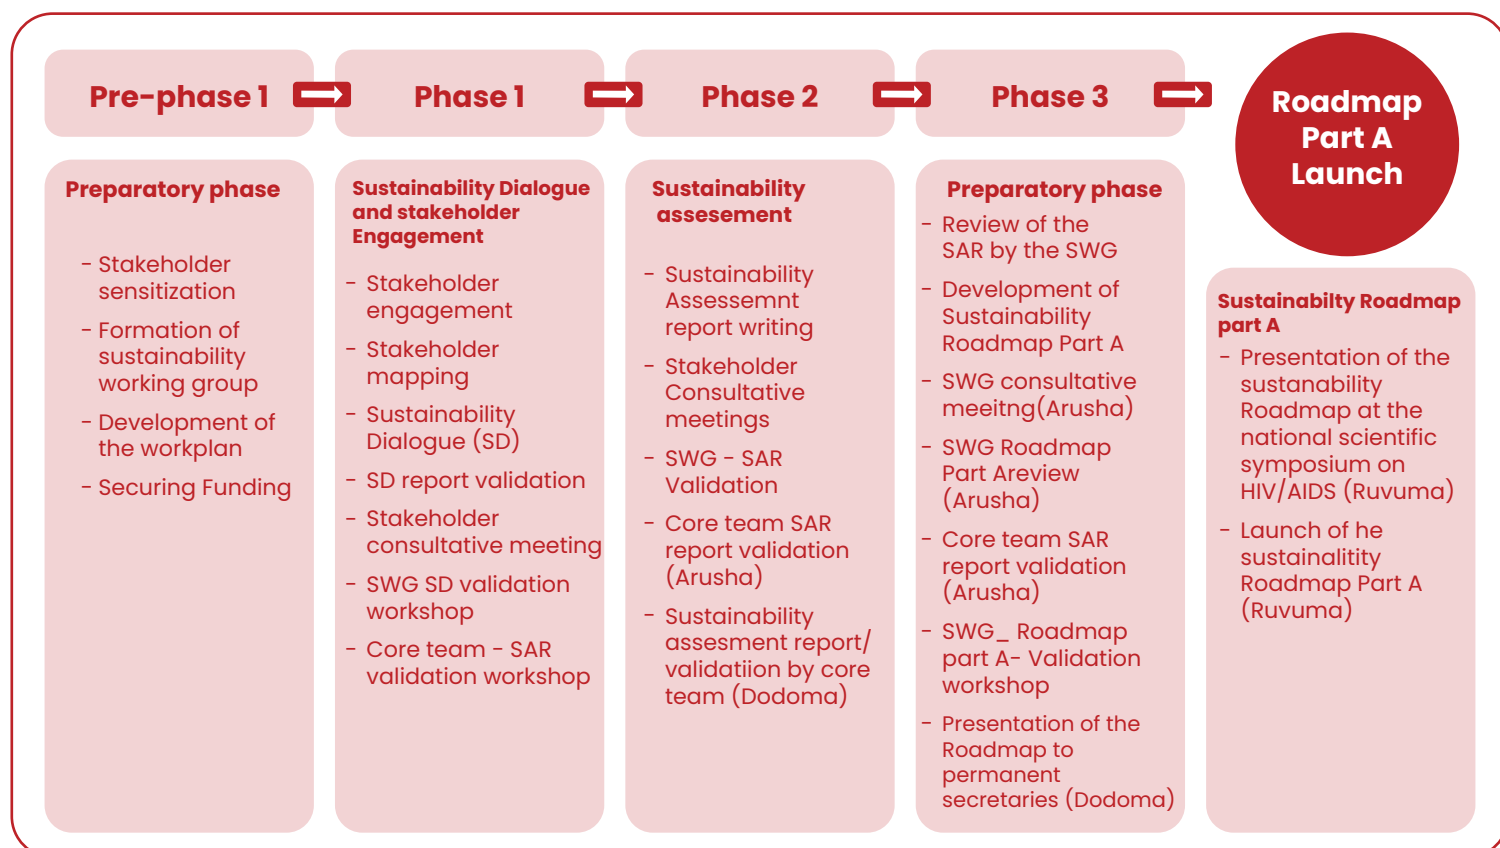 Pre-phase 1
Phase 1
Phase 2
Phase 3
Roadmap
Part A
Launch
Preparatory phase
- Stakeholder
sensitization
- Formation of
sustainability
working group
- Development of
the workplan
- Securing Funding
Sustainability Dialogue
and stakeholder
Engagement
- Stakeholder
engagement
- Stakeholder
mapping
- Sustainability
Dialogue (SD)
- SD report validation
- Stakeholder
consultative meeting
- SWG SD validation
workshop
- Core team - SAR
validation workshop
Sustainability
assesement
- Sustainability
Assessemnt
report writing
- Stakeholder
Consultative
meetings
- SWG - SAR
Validation
- Core team SAR
report validation
(Arusha)
- Sustainability
assesment report/
validatiion by core
team (Dodoma)
Preparatory phase
- Review of the
SAR by the SWG
- Development of
Sustainability
Roadmap Part A
- SWG consultative
meeitng(Arusha)
- SWG Roadmap
Part Areview
(Arusha)
- Core team SAR
report validation
(Arusha)
- SWG_ Roadmap
part A- Validation
workshop
- Presentation of the
Roadmap to
permanent
secretaries (Dodoma)
Sustainabilty Roadmap
part A
- Presentation of the
sustanability
Roadmap at the
national scientific
symposium on
HIV/AIDS (Ruvuma)
- Launch of he
sustainalitity
Roadmap Part A
(Ruvuma)